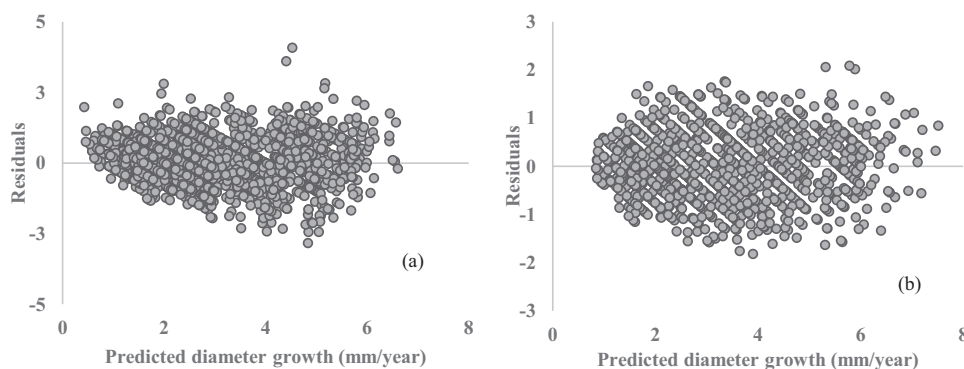 5
3
0
-3
-5
Residuals
0 2 4 6 8
Predicted diameter growth (mm/year)
(a)
3
2
1
0
-1
-2
-3
Residuals
0 2 4 6 8
Predicted diameter growth (mm/year)
(b)